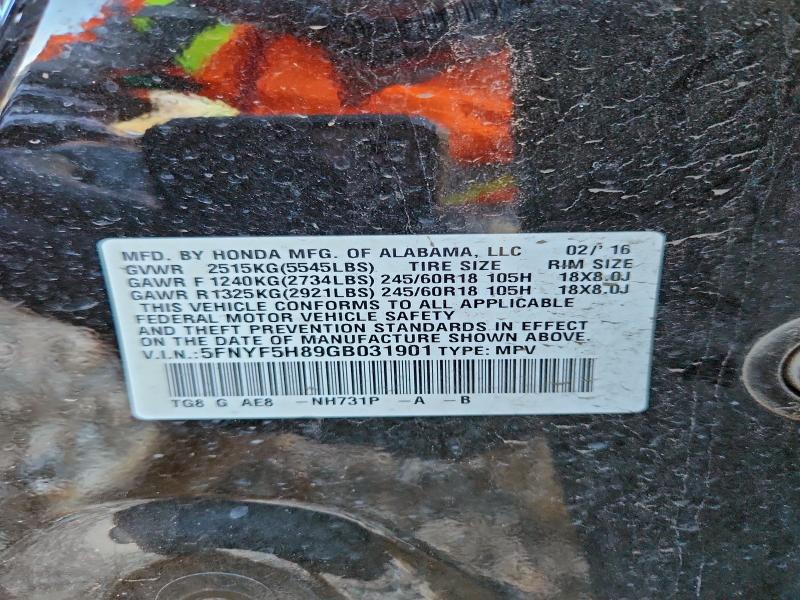 MFD. BY HONDA MFG. OF ALABAMA, LLC 02/'16
GVWR 2515KG(5545LBS) TIRE SIZE RIM SIZE
GAWR F 1240KG(2734LBS) 245/60R18 105H 18X8.0J
GAWR R1325KG(2921LBS) 245/60R18 105H 18X8.0J
THIS VEHICLE CONFORMS TO ALL APPLICABLE
FEDERAL MOTOR VEHICLE SAFETY
AND THEFT PREVENTION STANDARDS IN EFFECT
ON THE DATE OF MANUFACTURE SHOWN ABOVE.
V.I.N.:5FNYF5H89GB031901 TYPE: MPV
TG8 G AE8 -NH731P -A -B